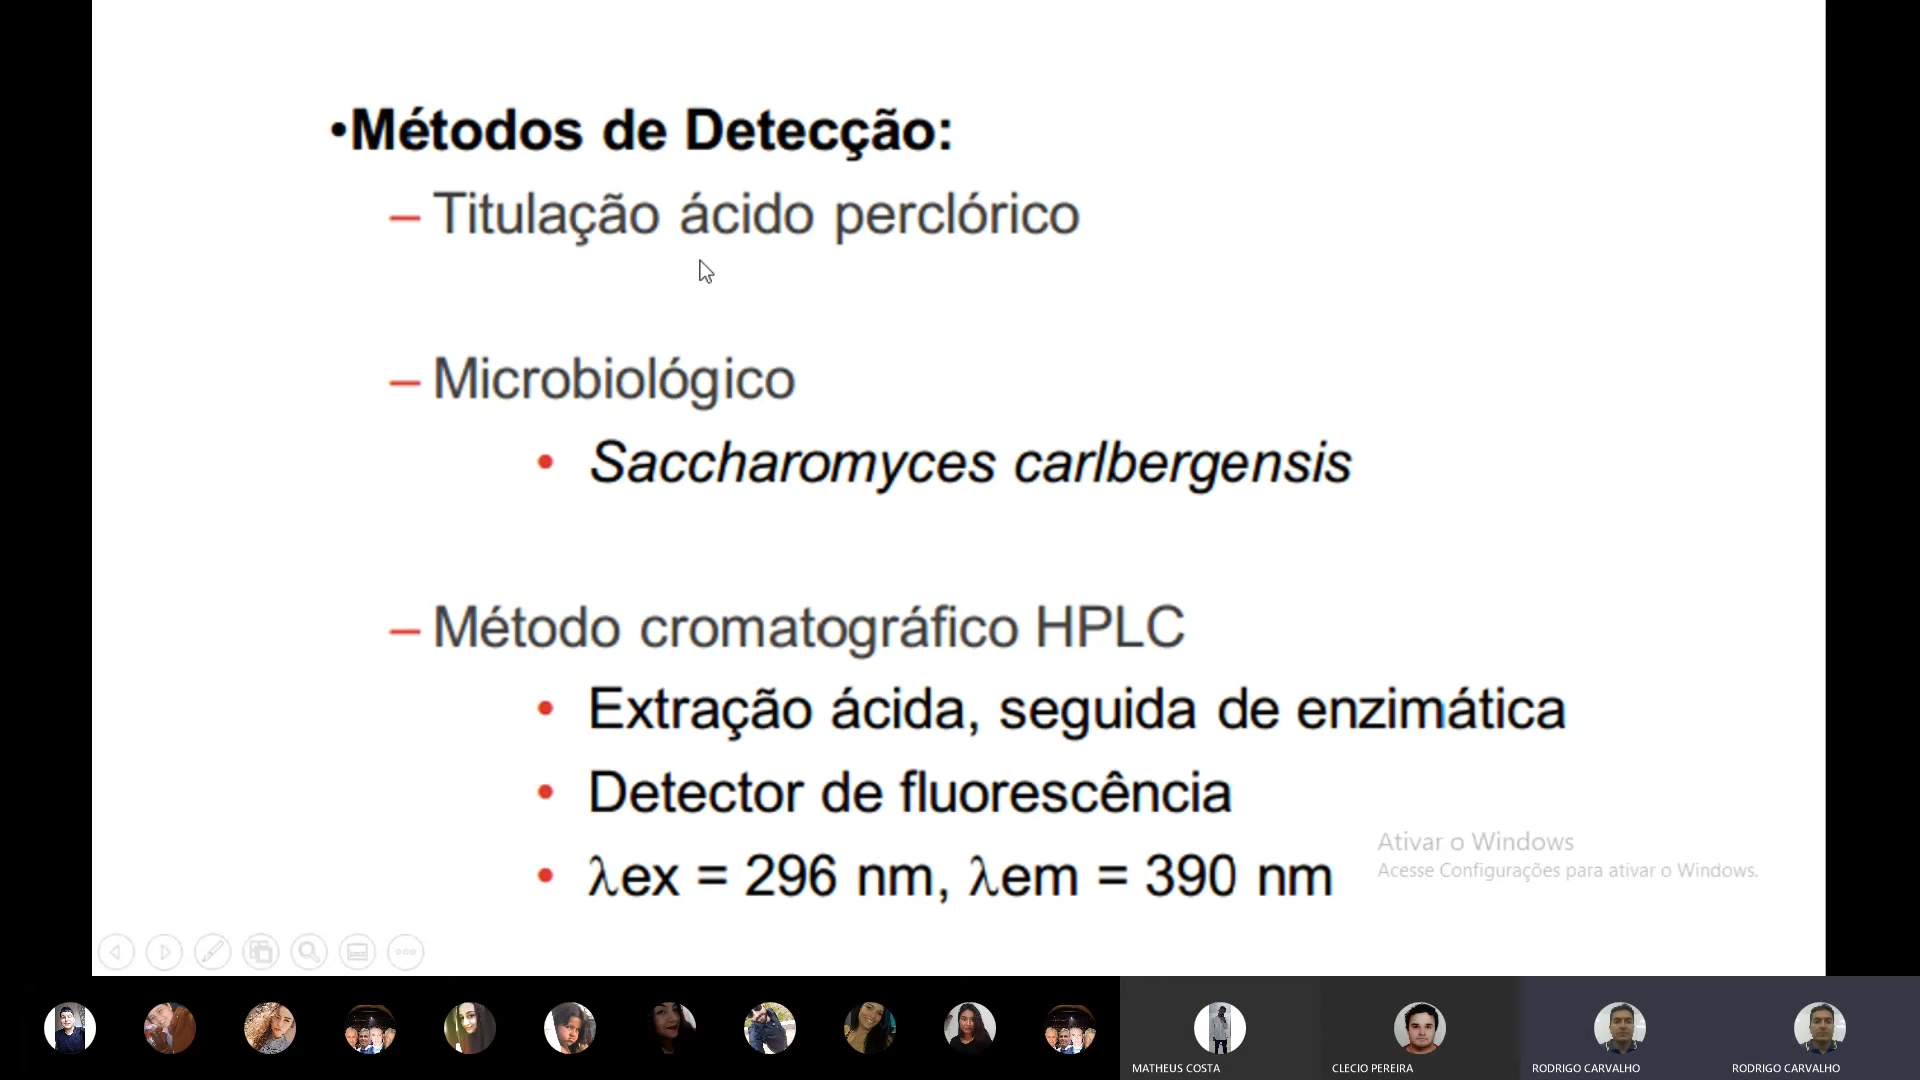 •Métodos de Detecção:
– Titulação ácido perclórico
– Microbiológico
• Saccharomyces carlbergensis
– Método cromatográfico HPLC
• Extração ácida, seguida de enzimática
• Detector de fluorescência
• λex = 296 nm, λem = 390 nm
Ativar o Windows
Acesse Configurações para ativar o Windows.
MATHEUS COSTA
CLECIO PEREIRA
RODRIGO CARVALHO
RODRIGO CARVALHO